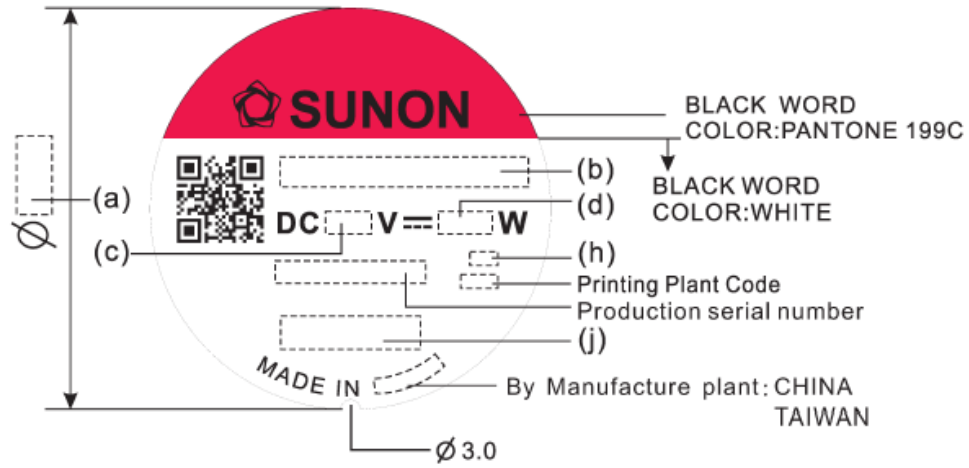 SUNON
BLACK WORD
COLOR:PANTONE 199C
(b)
BLACK WORD
COLOR:WHITE
(a)
(d)
DC V⎓ W
(c)
(h)
Printing Plant Code
Production serial number
(j)
MADE IN
By Manufacture plant: CHINA
TAIWAN
Ø
Ø 3.0